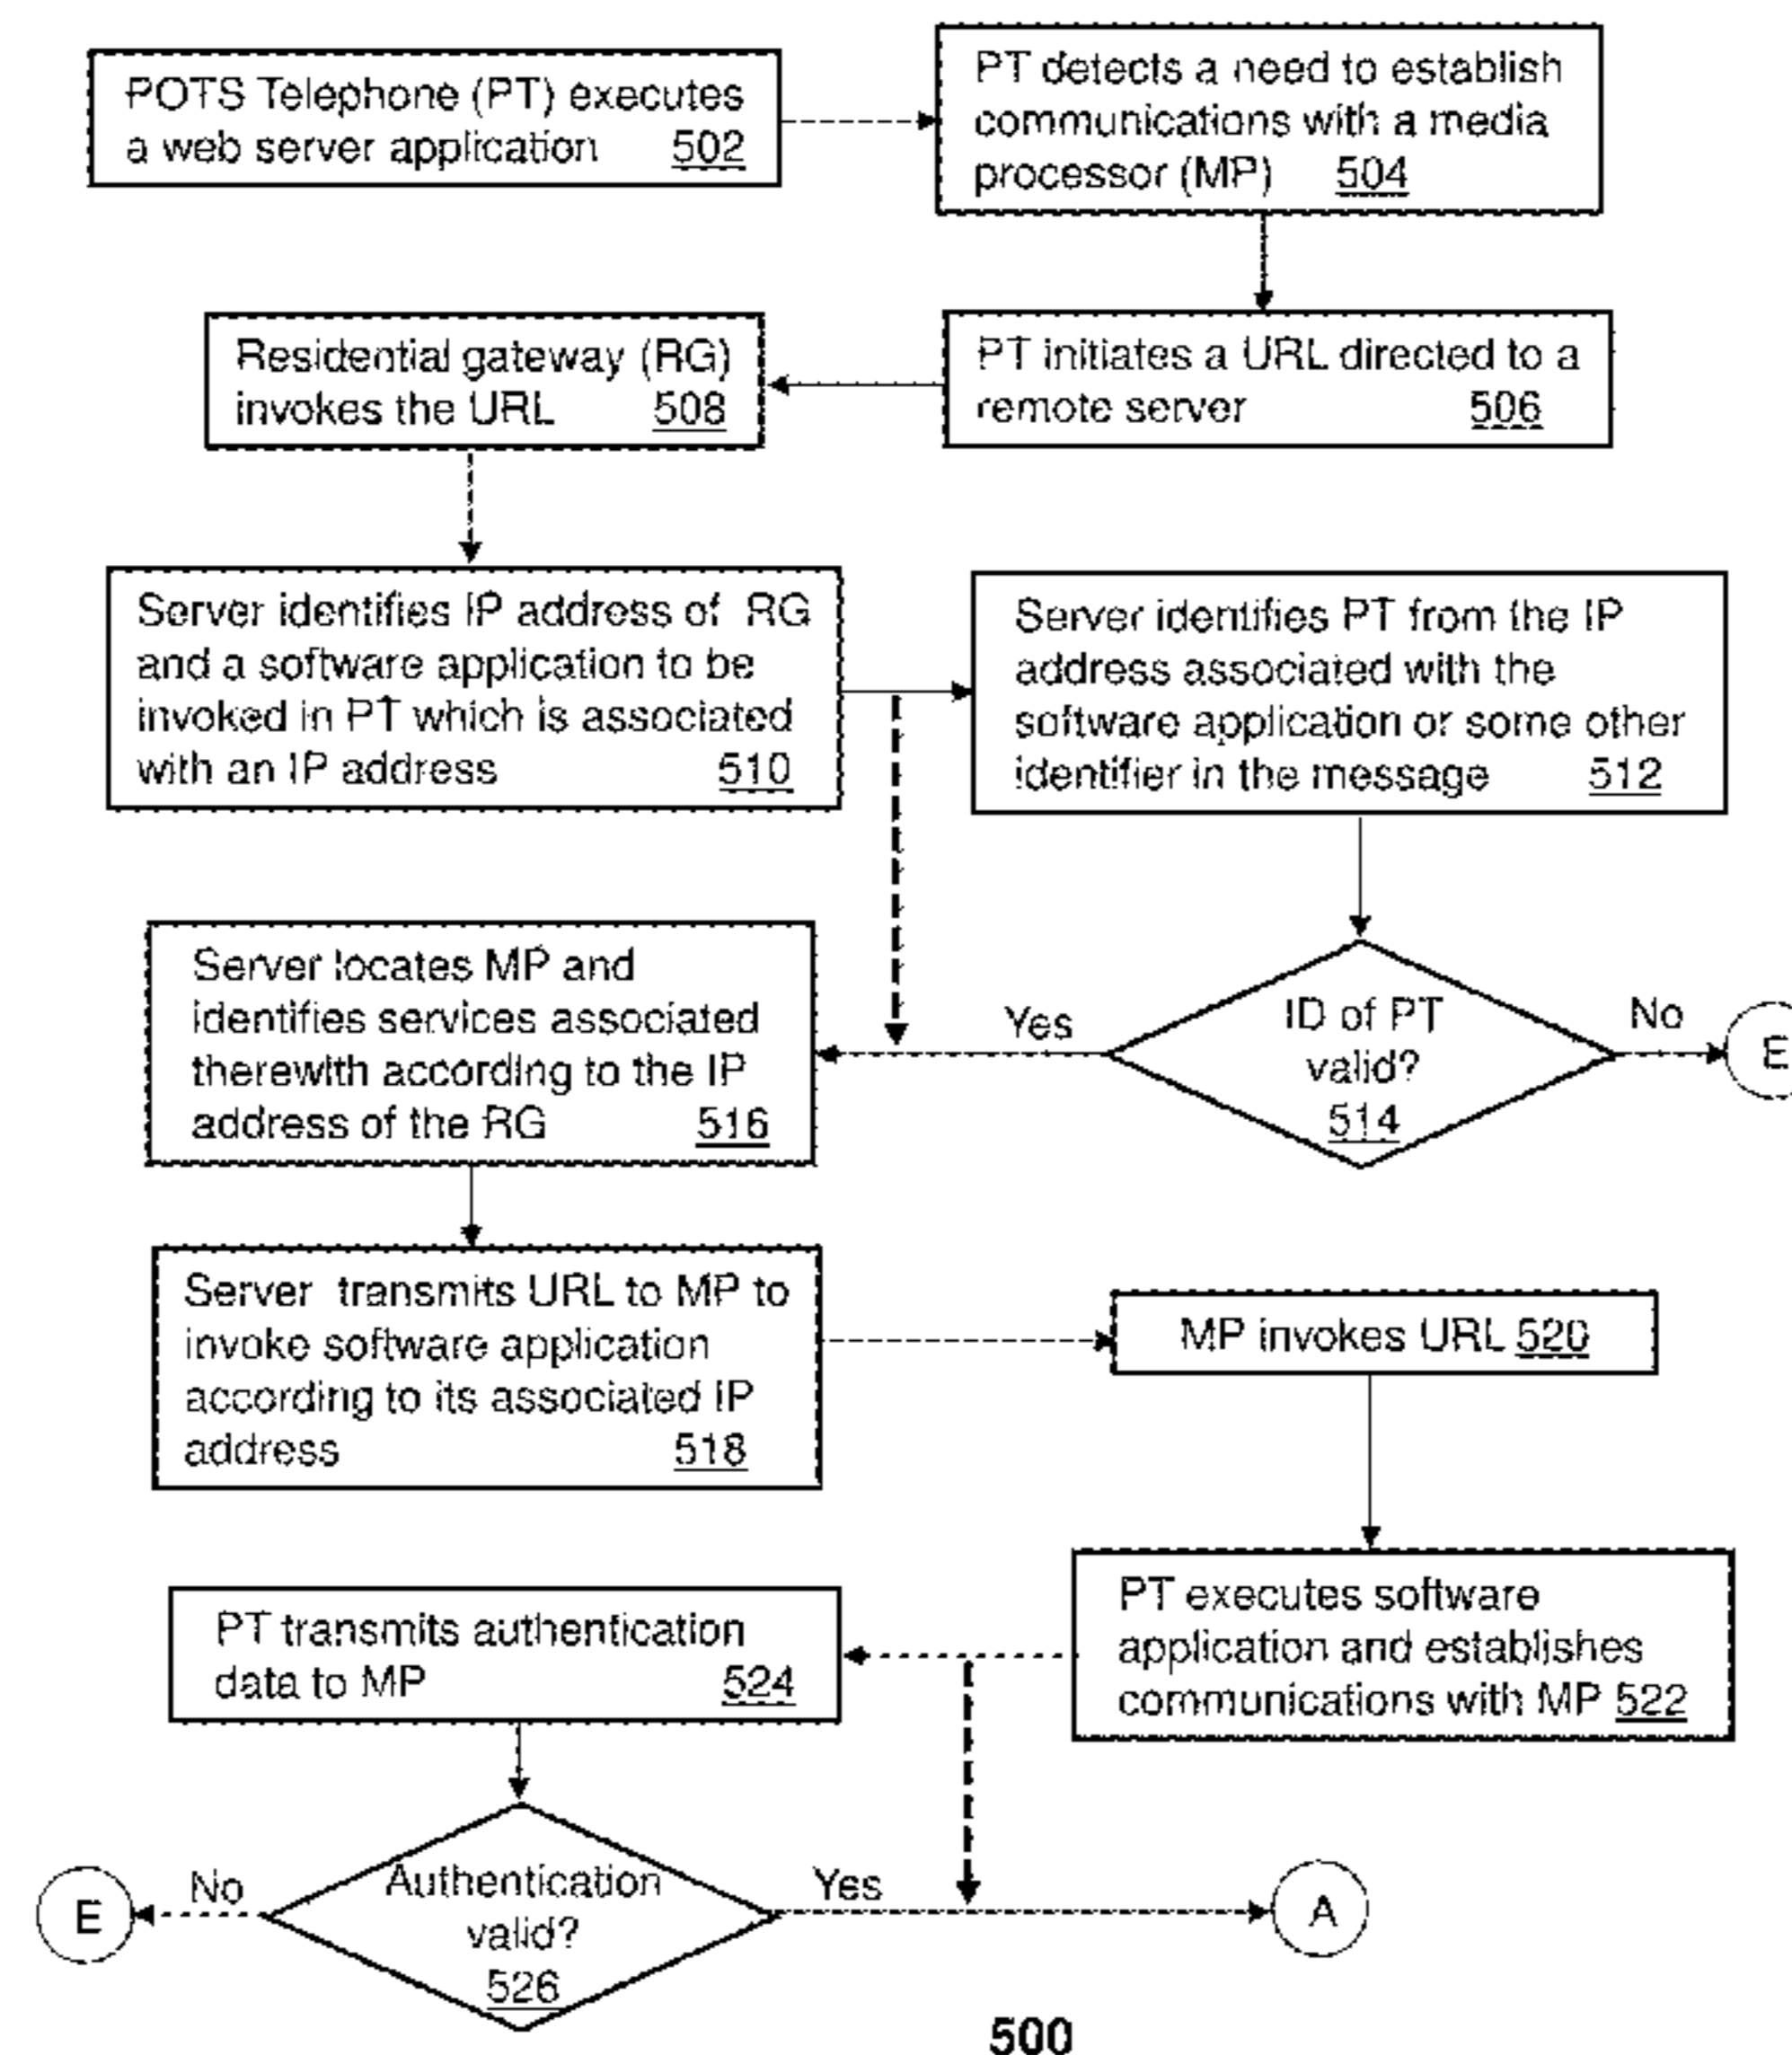 POTS Telephone (PT) executes
a web server application 502
PT detects a need to establish
communications with a media
processor (MP) 504
PT initiates a URL directed to a
remote server 506
Residential gateway (RG)
invokes the URL 508
Server identifies IP address of RG
and a software application to be
invoked in PT which is associated
with an IP address 510
Server identifies PT from the IP
address associated with the
software application or some other
identifier in the message 512
ID of PT
valid?
514
Yes
No
E
Server locates MP and
identifies services associated
therewith according to the IP
address of the RG 516
Server transmits URL to MP to
invoke software application
according to its associated IP
address 518
MP invokes URL 520
PT executes software
application and establishes
communications with MP 522
PT transmits authentication
data to MP 524
Authentication
valid?
526
No
E
Yes
A
500